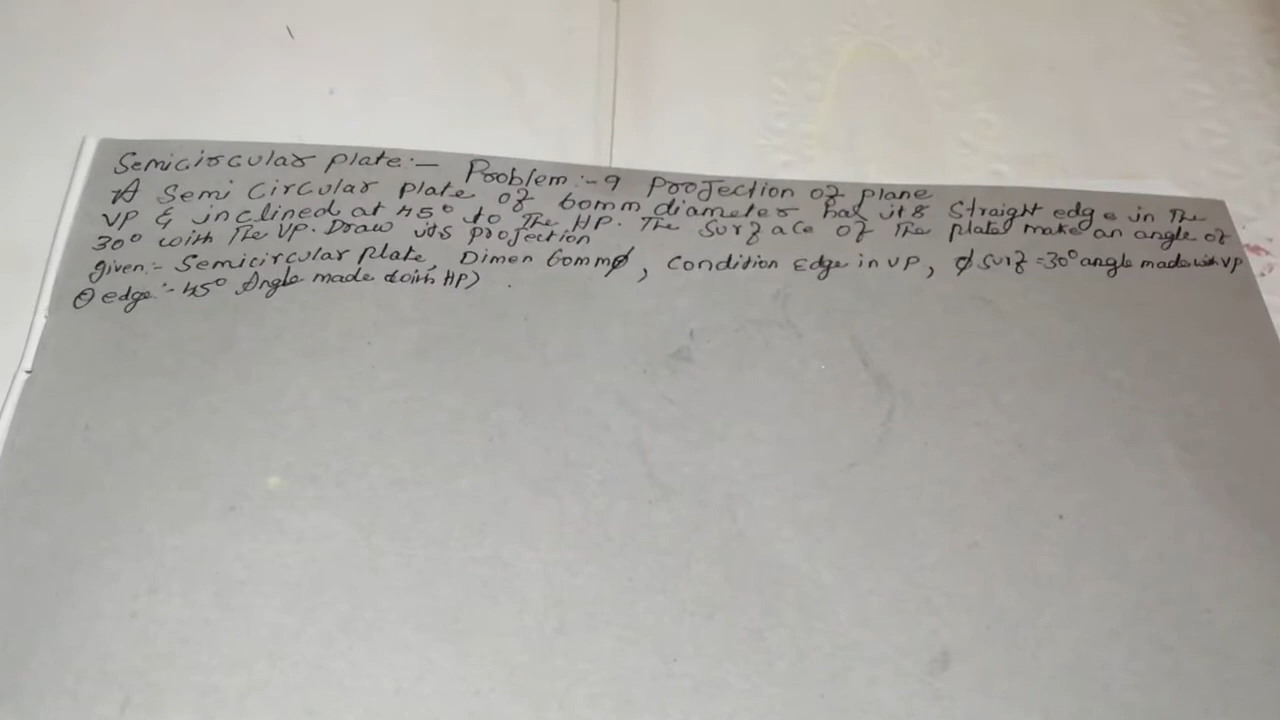 Semicircular plate:- Problem:-9 Projection of plane
A Semi Circular plate of 60mm diameter has its Straight edge in The
VP & inclined at 45° to The HP. The Surface of The plate make an angle of
30° with The VP. Draw its projection
given:- Semicircular plate, Dimen 60mmφ, Condition Edge in VP, φ surf =30° angle made with VP
θ edge:- 45° Angle made with HP)